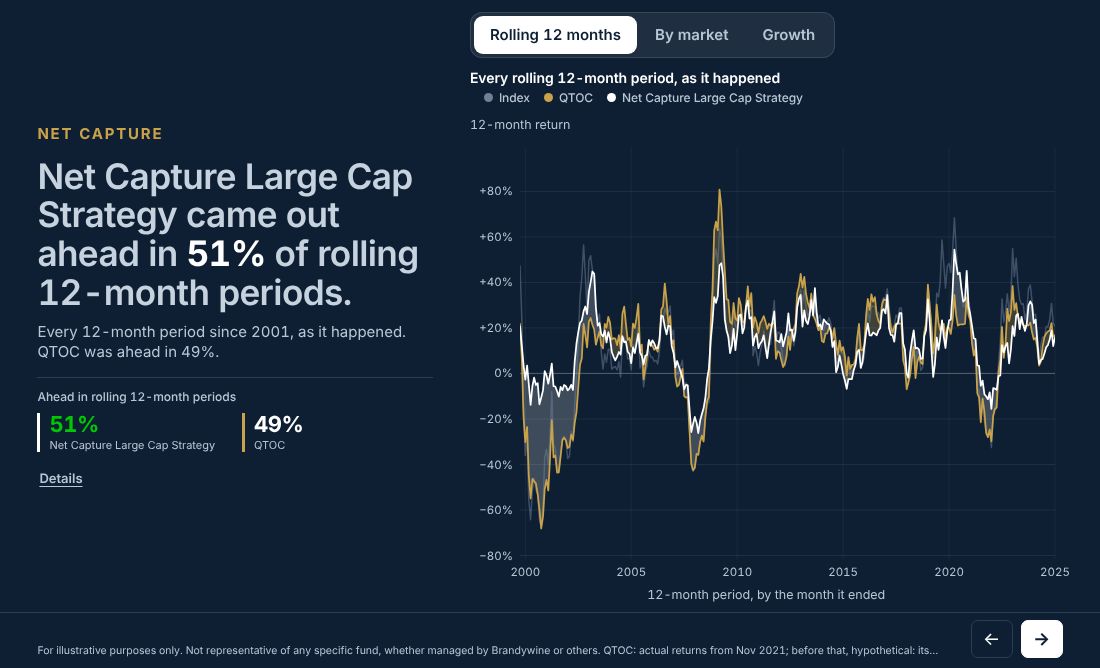 Rolling 12 months
By market
Growth
Every rolling 12-month period, as it happened
Index
QTOC
Net Capture Large Cap Strategy
12-month return
NET CAPTURE
Net Capture Large Cap
Strategy came out
ahead in 51% of rolling
12-month periods.
Every 12-month period since 2001, as it happened.
QTOC was ahead in 49%.
Ahead in rolling 12-month periods
51%
Net Capture Large Cap Strategy
49%
QTOC
Details
+80%
+60%
+40%
+20%
0%
−20%
−40%
−60%
−80%
2000
2005
2010
2015
2020
2025
12-month period, by the month it ended
For illustrative purposes only. Not representative of any specific fund, whether managed by Brandywine or others. QTOC: actual returns from Nov 2021; before that, hypothetical: its…